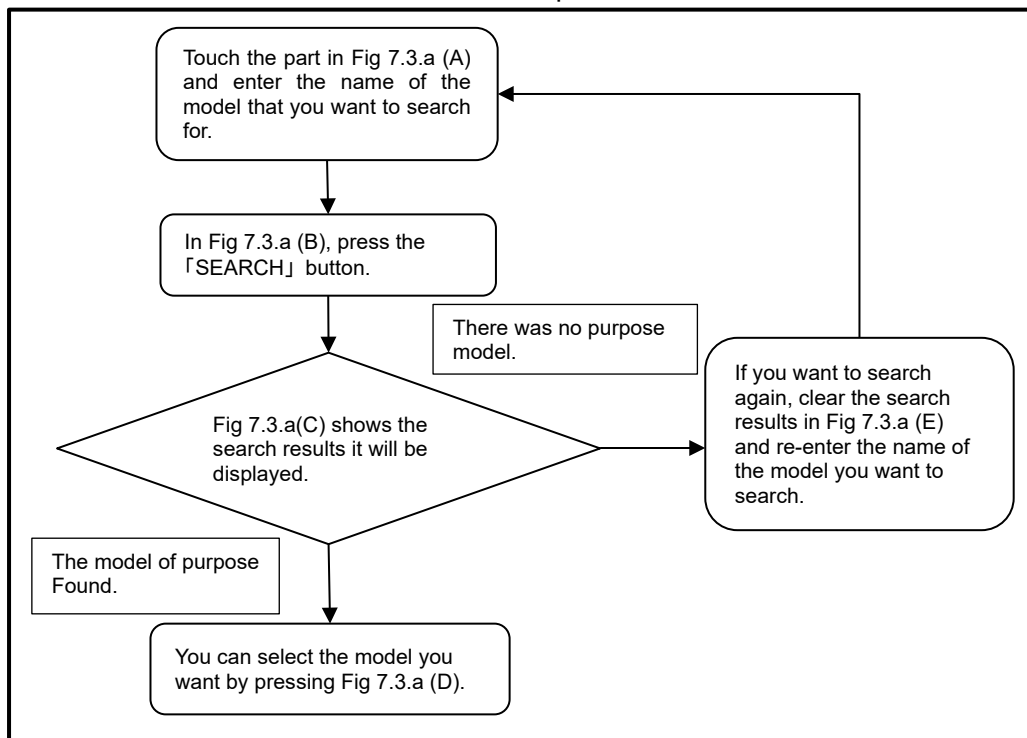 Touch the part in Fig 7.3.a (A)
and enter the name of the
model that you want to search
for.
In Fig 7.3.a (B), press the
「SEARCH」 button.
There was no purpose
model.
Fig 7.3.a(C) shows the
search results it will be
displayed.
If you want to search
again, clear the search
results in Fig 7.3.a (E)
and re-enter the name of
the model you want to
search.
The model of purpose
Found.
You can select the model you
want by pressing Fig 7.3.a (D).